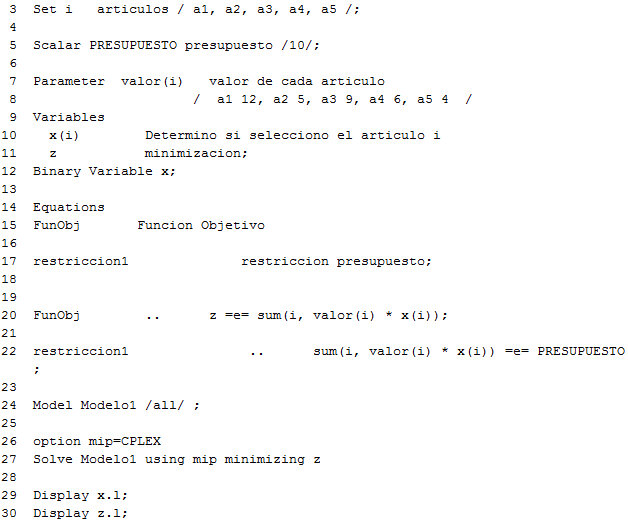 3 Set i   articulos / a1, a2, a3, a4, a5 /;
4
5 Scalar PRESUPUESTO presupuesto /10/;
6
7 Parameter  valor(i)   valor de cada articulo
8                     /  a1 12, a2 5, a3 9, a4 6, a5 4  /
9 Variables
10   x(i)         Determino si selecciono el articulo i
11   z            minimizacion;
12 Binary Variable x;
13
14 Equations
15 FunObj       Funcion Objetivo
16
17 restriccion1              restriccion presupuesto;
18
19
20 FunObj        ..      z =e= sum(i, valor(i) * x(i));
21
22 restriccion1               ..      sum(i, valor(i) * x(i)) =e= PRESUPUESTO
;
23
24 Model Modelo1 /all/ ;
25
26 option mip=CPLEX
27 Solve Modelo1 using mip minimizing z
28
29 Display x.l;
30 Display z.l;